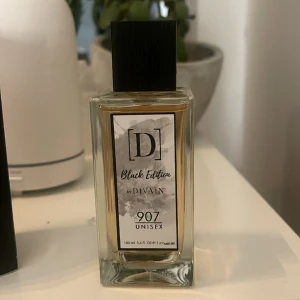 [D]
Black Edition
by DIVAIN
907
UNISEX